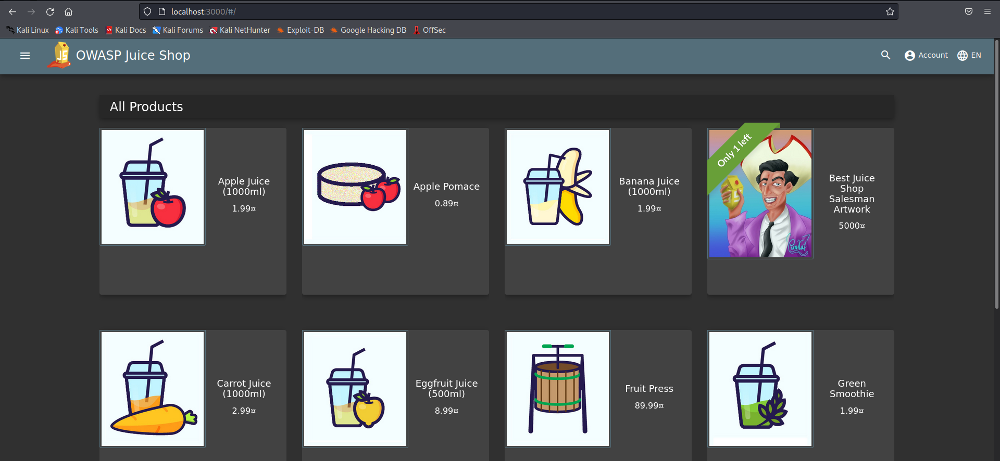 localhost:3000/#/
Kali Linux Kali Tools Kali Docs Kali Forums Kali NetHunter Exploit-DB Google Hacking DB OffSec
JS OWASP Juice Shop Account EN
All Products
Apple Juice
(1000ml)
1.99¤
Apple Pomace
0.89¤
Banana Juice
(1000ml)
1.99¤
Only 1 left
Best Juice
Shop
Salesman
Artwork
5000¤
Carrot Juice
(1000ml)
2.99¤
Eggfruit Juice
(500ml)
8.99¤
Fruit Press
89.99¤
Green
Smoothie
1.99¤